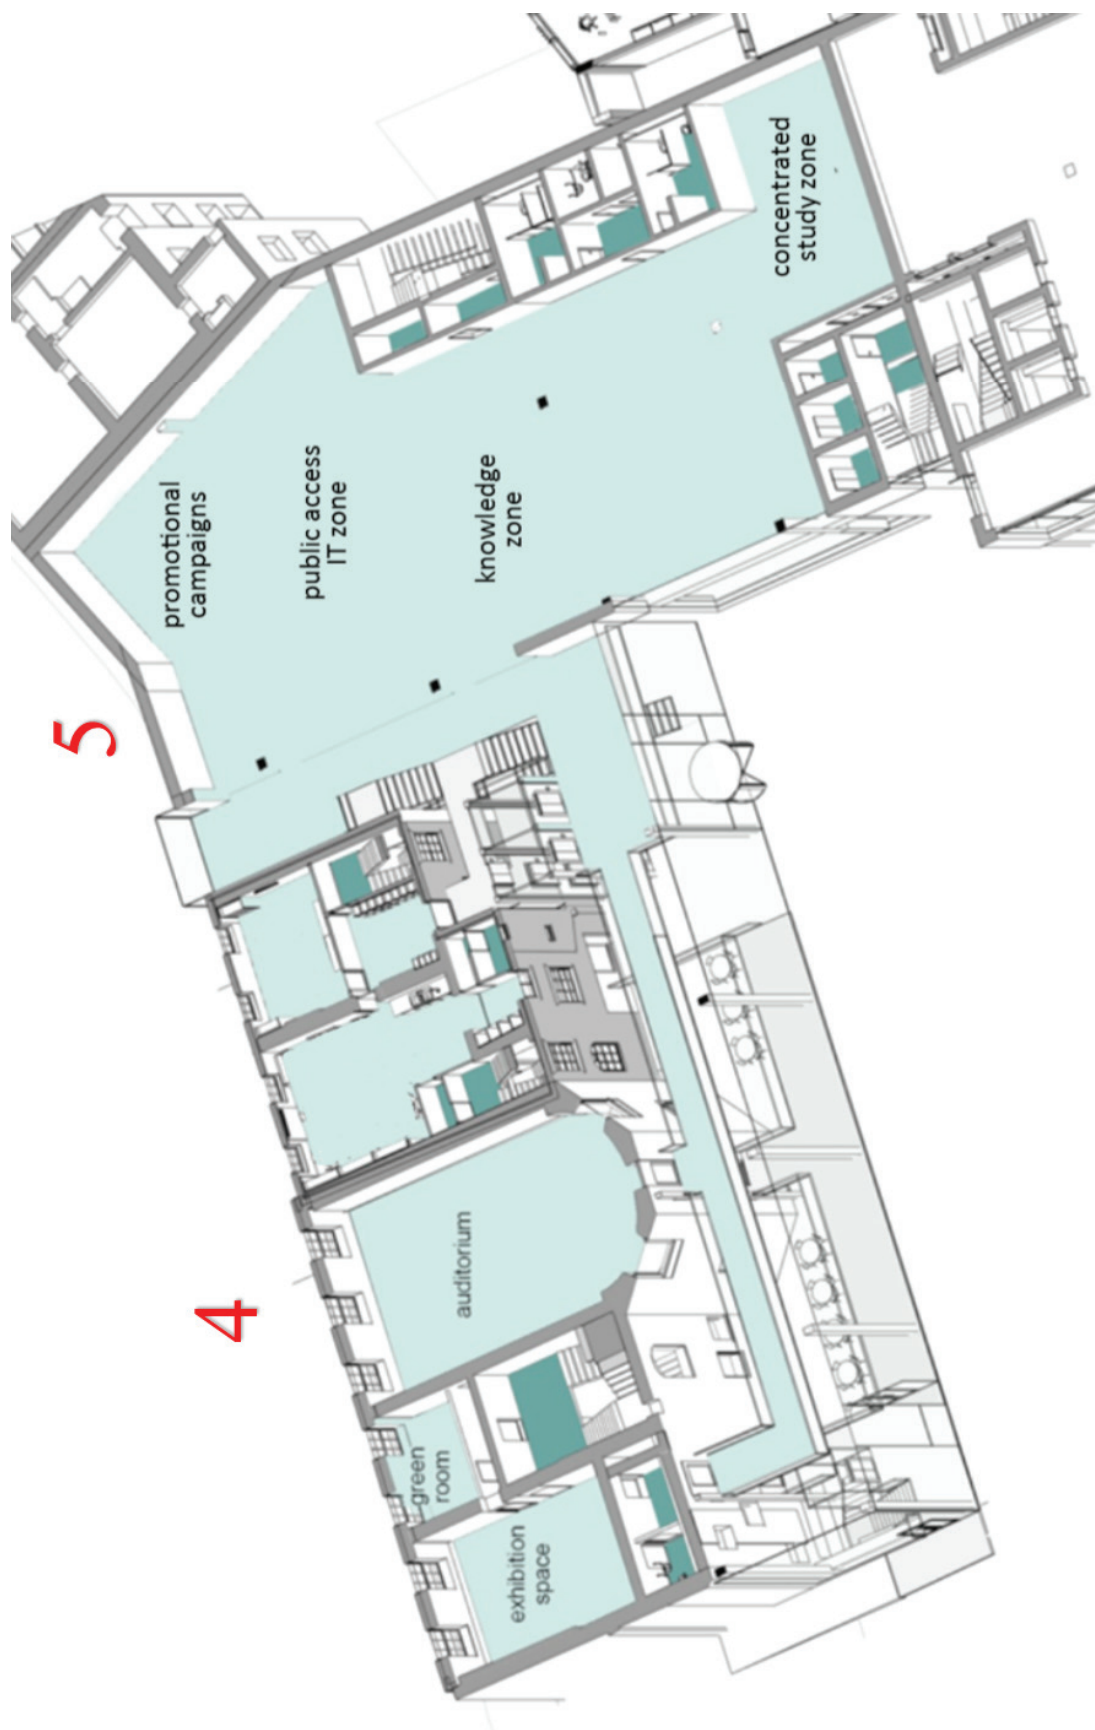 4
5
exhibition
space
green
room
auditorium
promotional
campaigns
public access
IT zone
knowledge
zone
concentrated
study zone